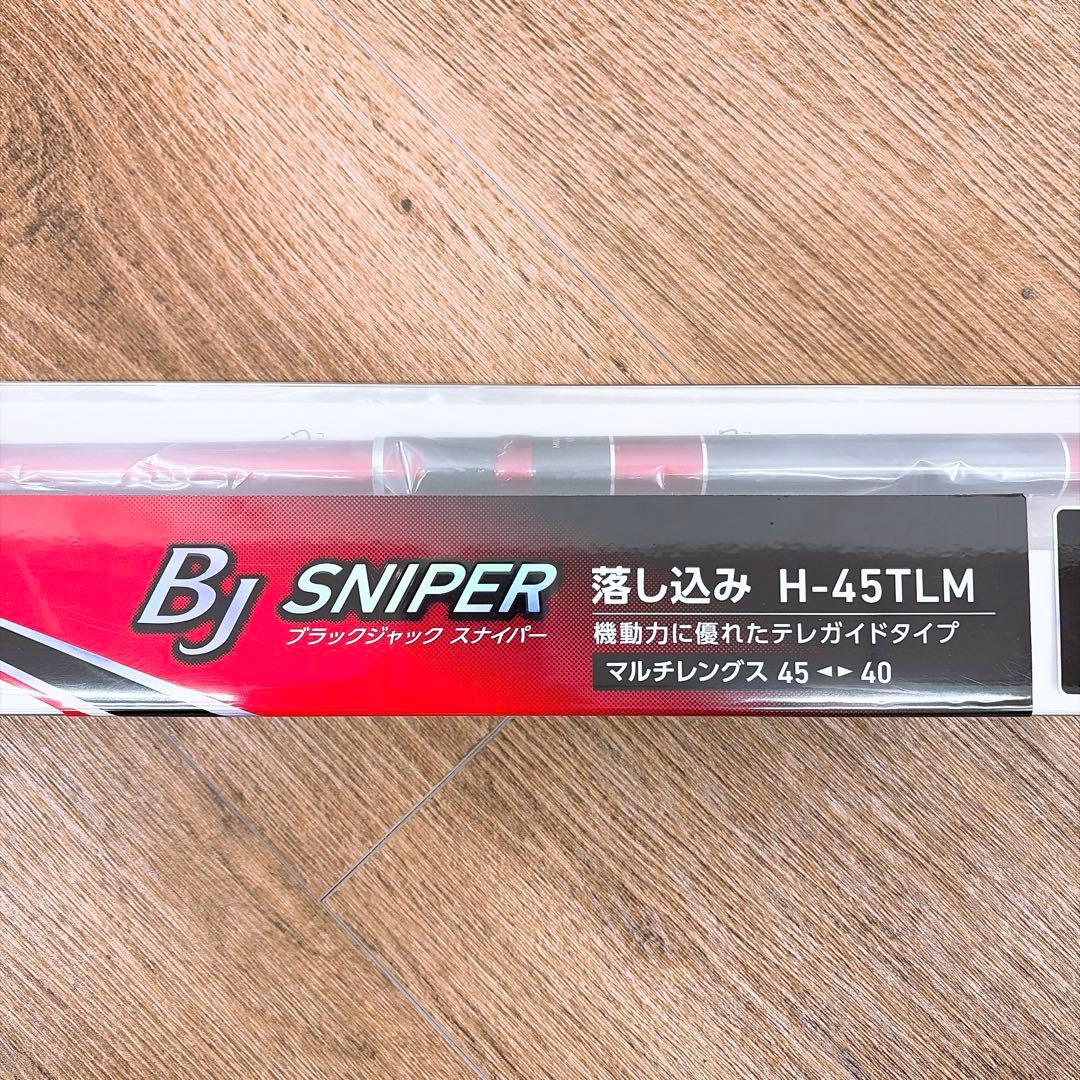 BJ SNIPER
ブラックジャック スナイパー
落し込み H-45TLM
機動力に優れたテレガイドタイプ
マルチレングス 45 ◄► 40